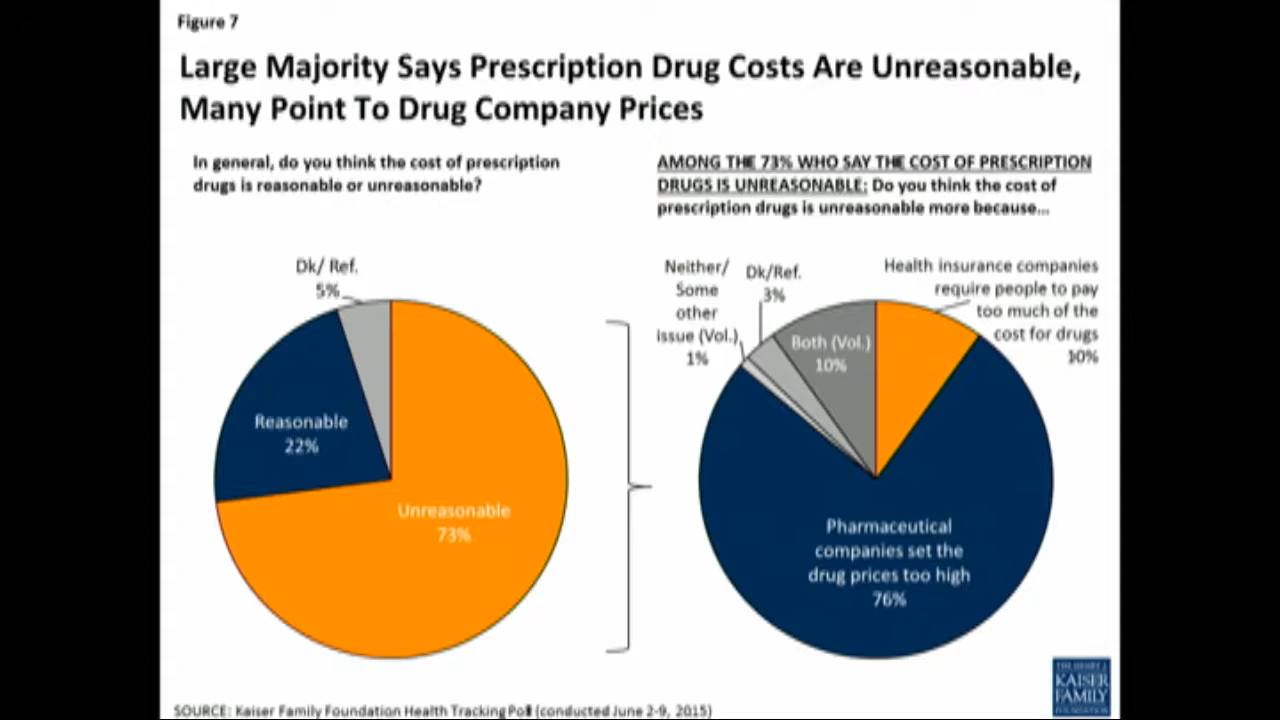 Figure 7
Large Majority Says Prescription Drug Costs Are Unreasonable,
Many Point To Drug Company Prices
In general, do you think the cost of prescription
drugs is reasonable or unreasonable?
Dk/ Ref.
5%
Reasonable
22%
Unreasonable
73%
AMONG THE 73% WHO SAY THE COST OF PRESCRIPTION
DRUGS IS UNREASONABLE: Do you think the cost of
prescription drugs is unreasonable more because...
Neither/
Some
other
issue (Vol.)
1%
Dk/Ref.
3%
Both (Vol.)
10%
Health insurance companies
require people to pay
too much of the
cost for drugs
10%
Pharmaceutical
companies set the
drug prices too high
76%
SOURCE: Kaiser Family Foundation Health Tracking Poll (conducted June 2-9, 2015)
THE HENRY J.
KAISER
FAMILY
FOUNDATION